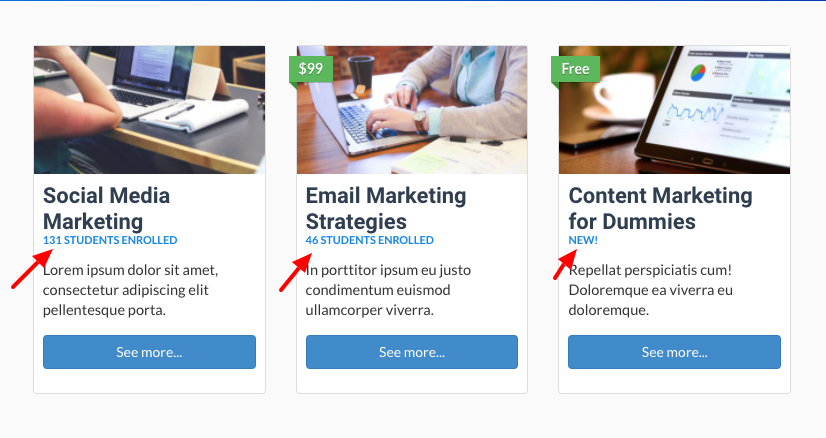 $99
Free
Social Media
Marketing
131 STUDENTS ENROLLED
Lorem ipsum dolor sit amet,
consectetur adipiscing elit
pellentesque porta.
See more...
Email Marketing
Strategies
46 STUDENTS ENROLLED
In porttitor ipsum eu justo
condimentum euismod
ullamcorper viverra.
See more...
Content Marketing
for Dummies
NEW!
Repellat perspiciatis cum!
Doloremque ea viverra eu
doloremque.
See more...